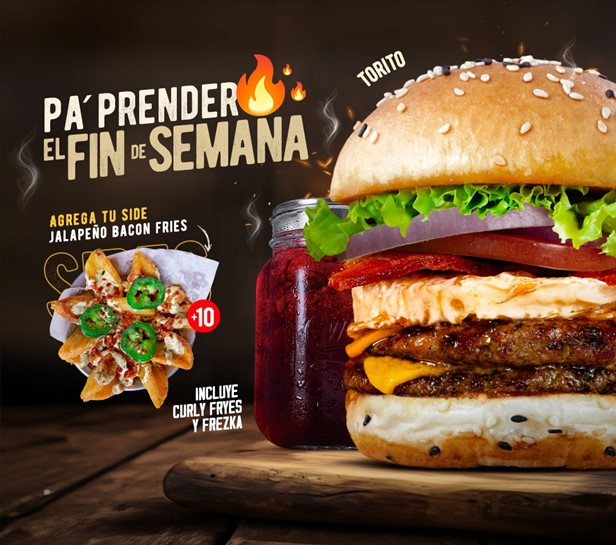 PA´PRENDER
EL FIN DE SEMANA
TORITO
AGREGA TU SIDE
JALAPEÑO BACON FRIES
+10
INCLUYE
CURLY FRYES
Y FREZKA